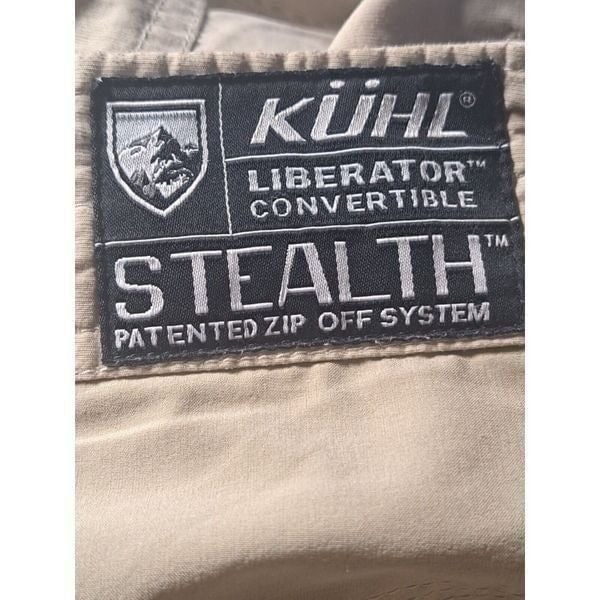 KÜHL®
LIBERATOR™
CONVERTIBLE
STEALTH™
PATENTED ZIP OFF SYSTEM